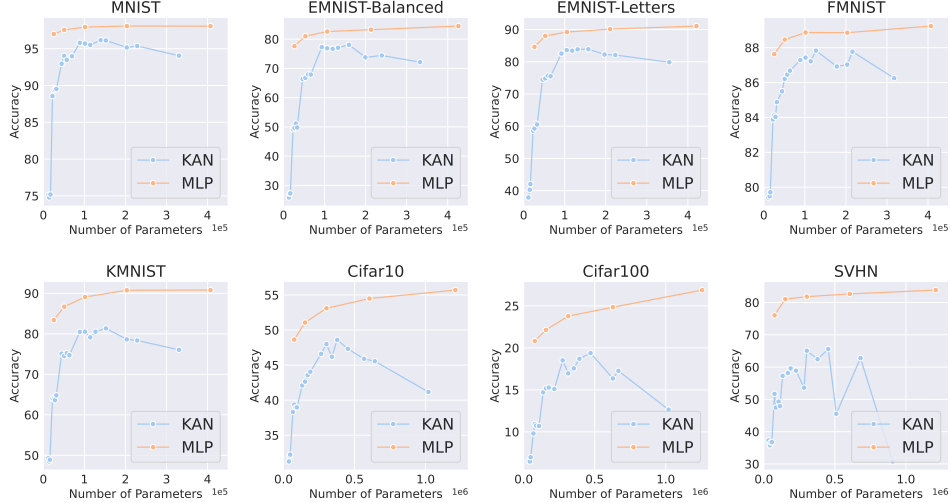 MNIST
Accuracy
95
90
85
80
75
KAN
MLP
0 1 2 3 4
Number of Parameters 1e5
EMNIST-Balanced
Accuracy
80
70
60
50
40
30
KAN
MLP
0 1 2 3 4
Number of Parameters 1e5
EMNIST-Letters
Accuracy
90
80
70
60
50
40
KAN
MLP
0 1 2 3 4
Number of Parameters 1e5
FMNIST
Accuracy
88
86
84
82
80
KAN
MLP
0 1 2 3 4
Number of Parameters 1e5
KMNIST
Accuracy
90
80
70
60
50
KAN
MLP
0 1 2 3 4
Number of Parameters 1e5
Cifar10
Accuracy
55
50
45
40
35
KAN
MLP
0.0 0.5 1.0
Number of Parameters 1e6
Cifar100
Accuracy
25
20
15
10
KAN
MLP
0.0 0.5 1.0
Number of Parameters 1e6
SVHN
Accuracy
80
70
60
50
40
30
KAN
MLP
0.0 0.5 1.0
Number of Parameters 1e6